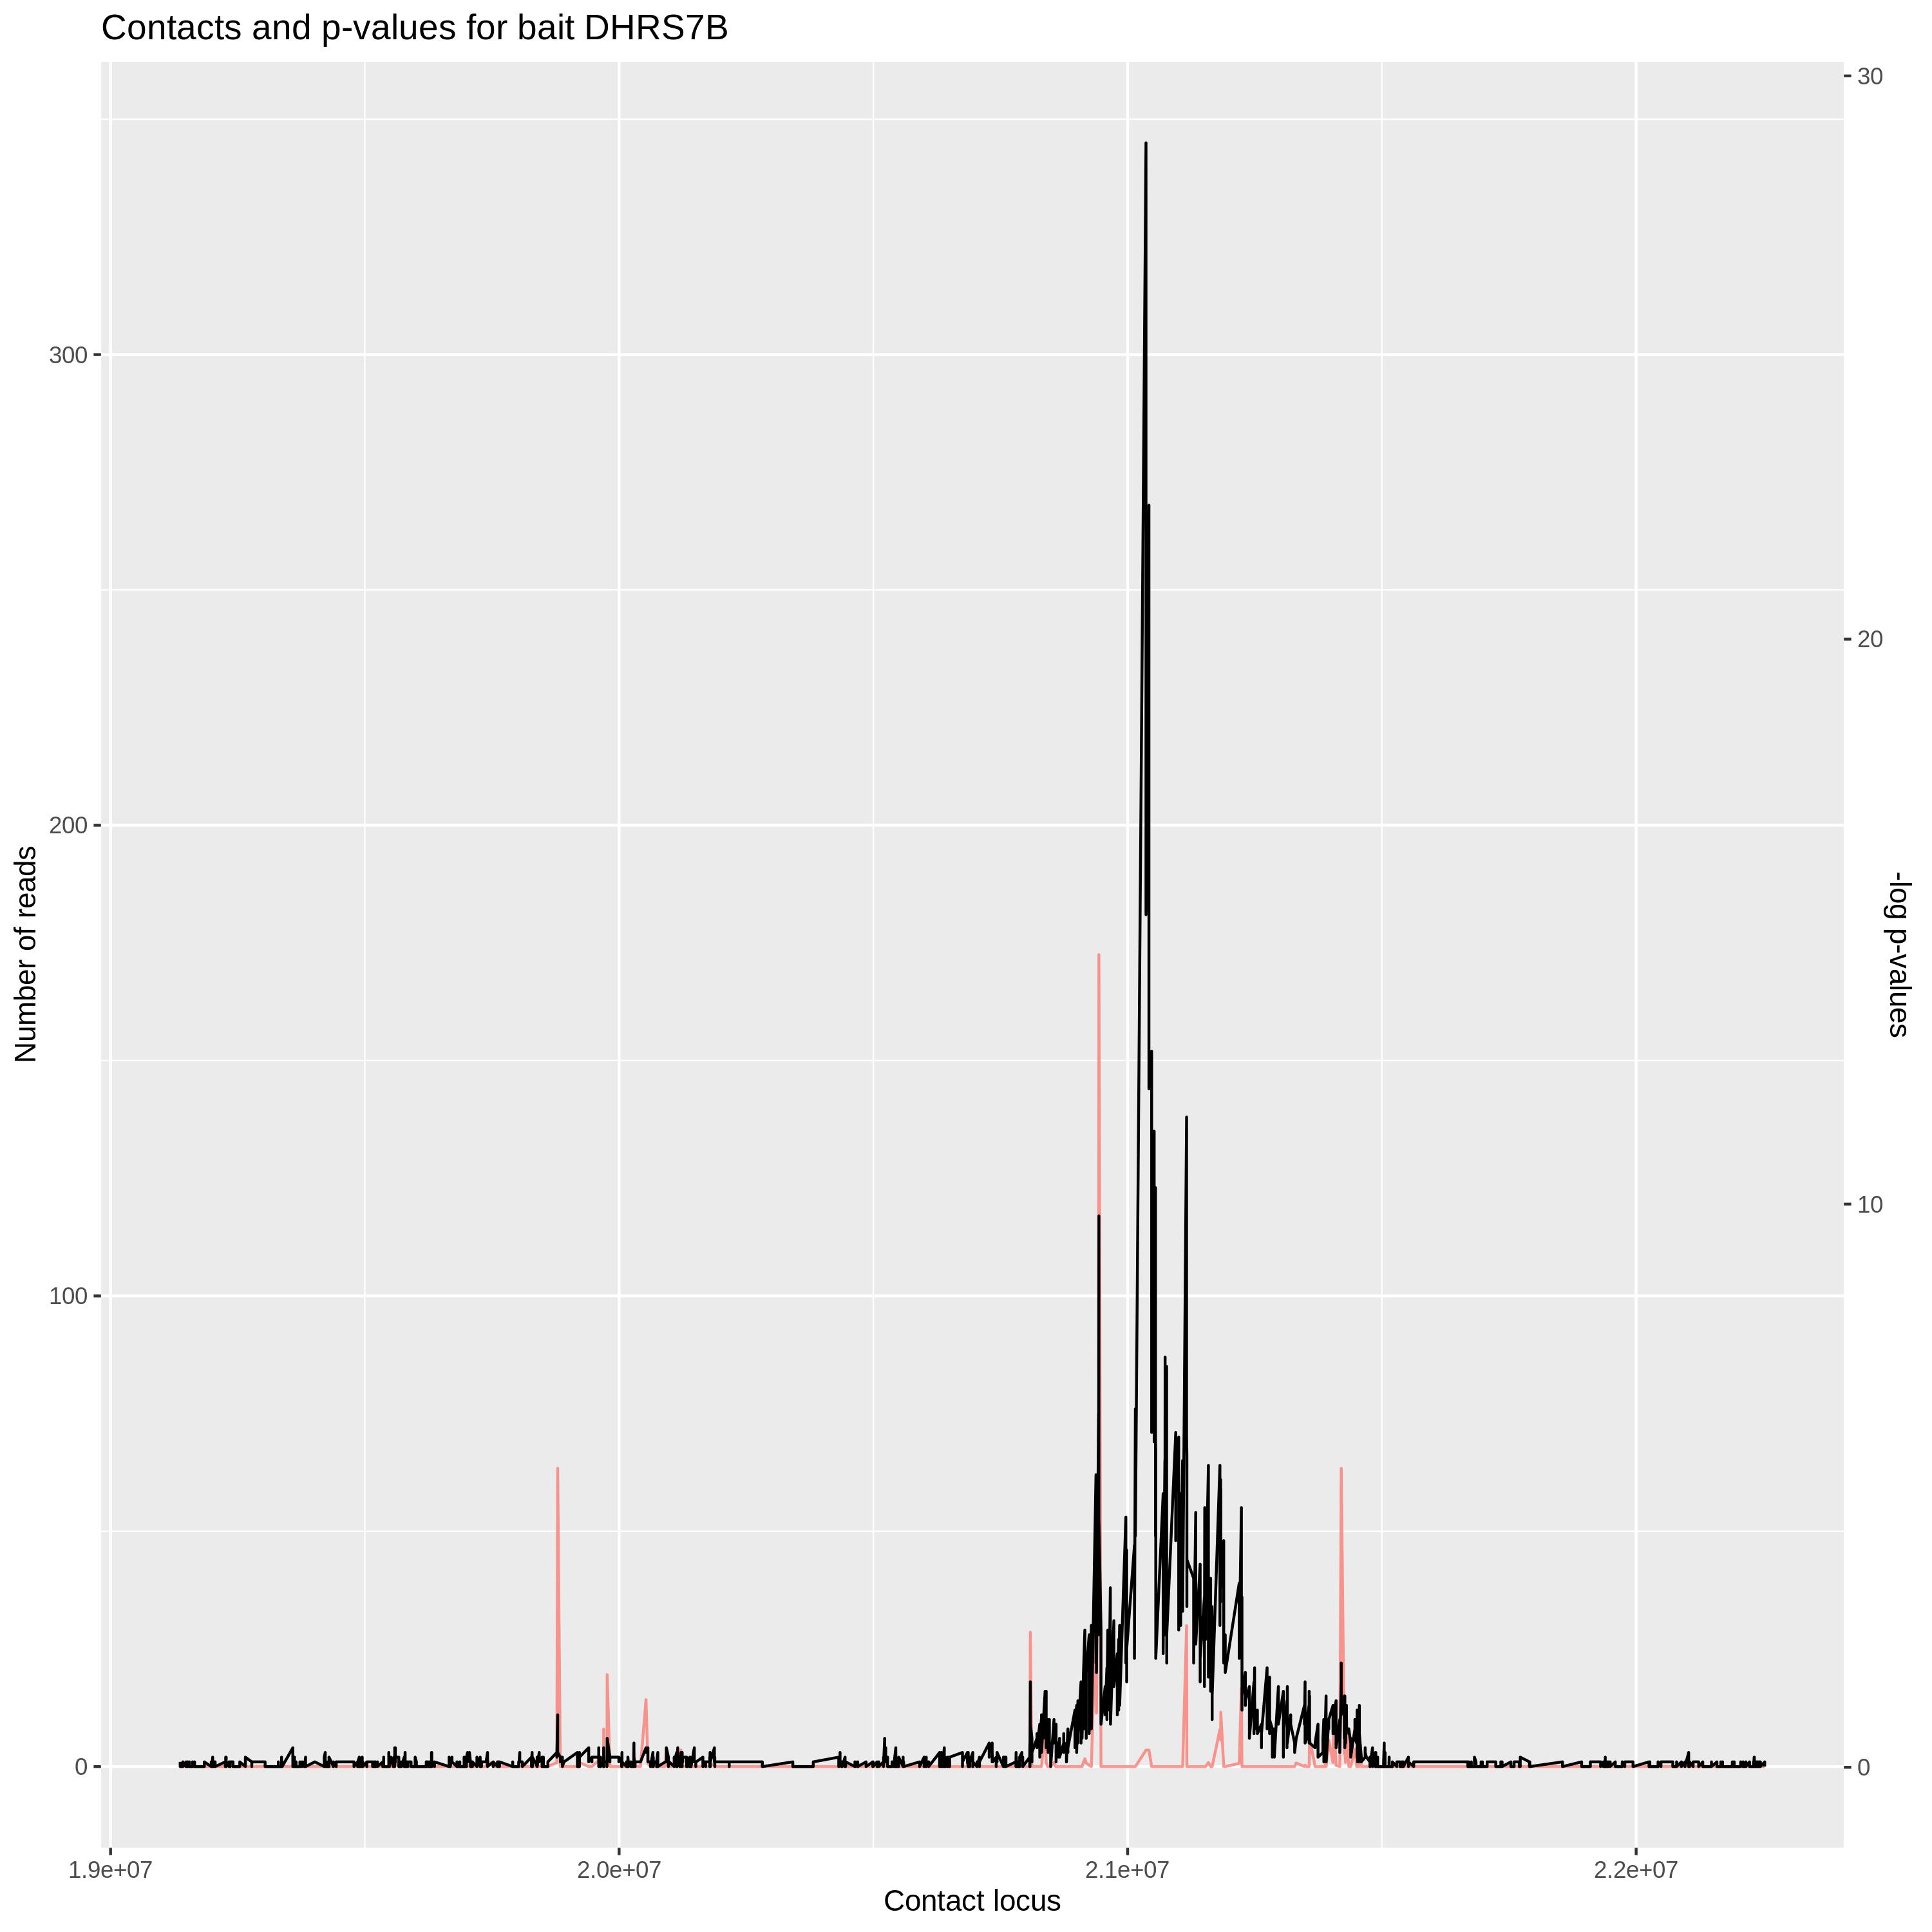 Contacts and p-values for bait DHRS7B
30
300
20
200
Number of reads
-log p-values
10
100
0
0
1.9e+07 2.0e+07 2.1e+07 2.2e+07
Contact locus